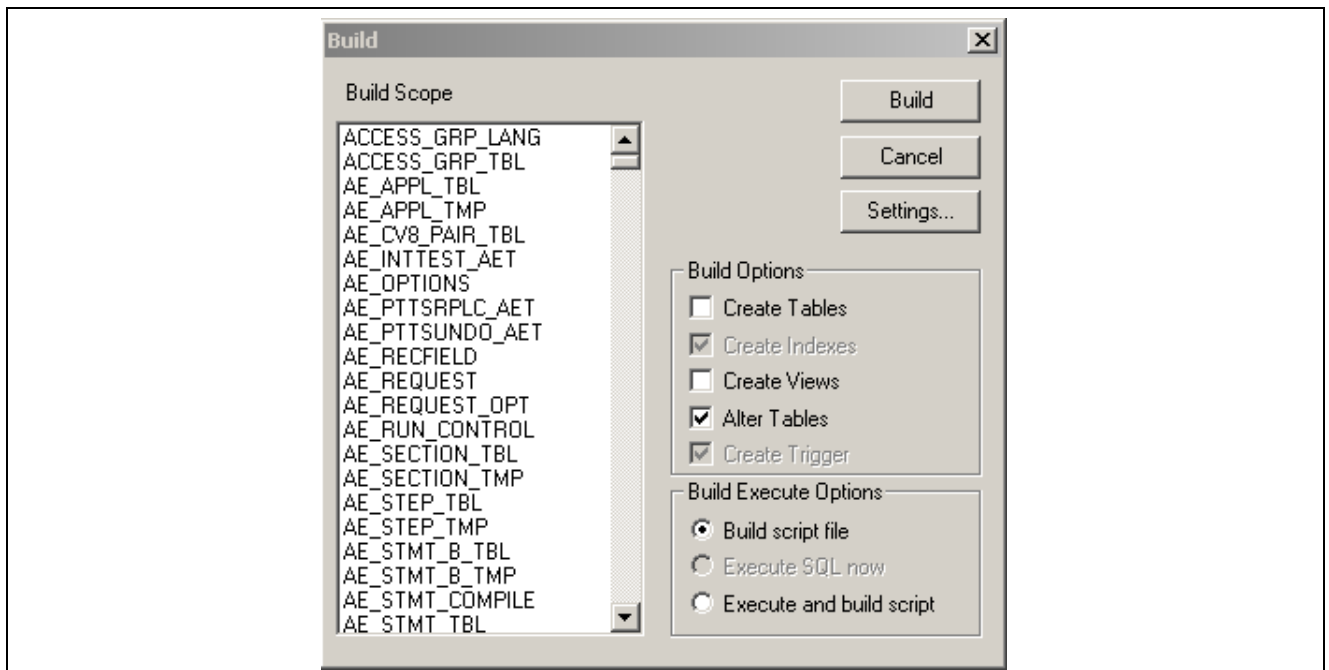 Build
Build Scope
ACCESS_GRP_LANG
ACCESS_GRP_TBL
AE_APPL_TBL
AE_APPL_TMP
AE_CV8_PAIR_TBL
AE_INTTEST_AET
AE_OPTIONS
AE_PTTSRPLC_AET
AE_PTTSUNDO_AET
AE_RECFIELD
AE_REQUEST
AE_REQUEST_OPT
AE_RUN_CONTROL
AE_SECTION_TBL
AE_SECTION_TMP
AE_STEP_TBL
AE_STEP_TMP
AE_STMT_B_TBL
AE_STMT_B_TMP
AE_STMT_COMPILE
AE_STMT_TBL
Build
Cancel
Settings...
Build Options
Create Tables
Create Indexes
Create Views
Alter Tables
Create Trigger
Build Execute Options
Build script file
Execute SQL now
Execute and build script